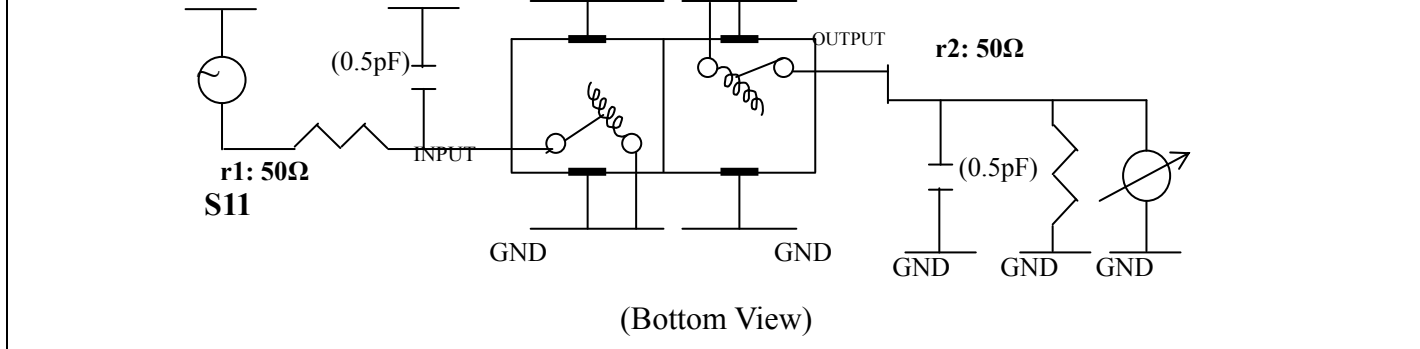 OUTPUT
r2: 50Ω
(0.5pF)
INPUT
r1: 50Ω
(0.5pF)
S11
GND
GND
GND
GND
GND
(Bottom View)